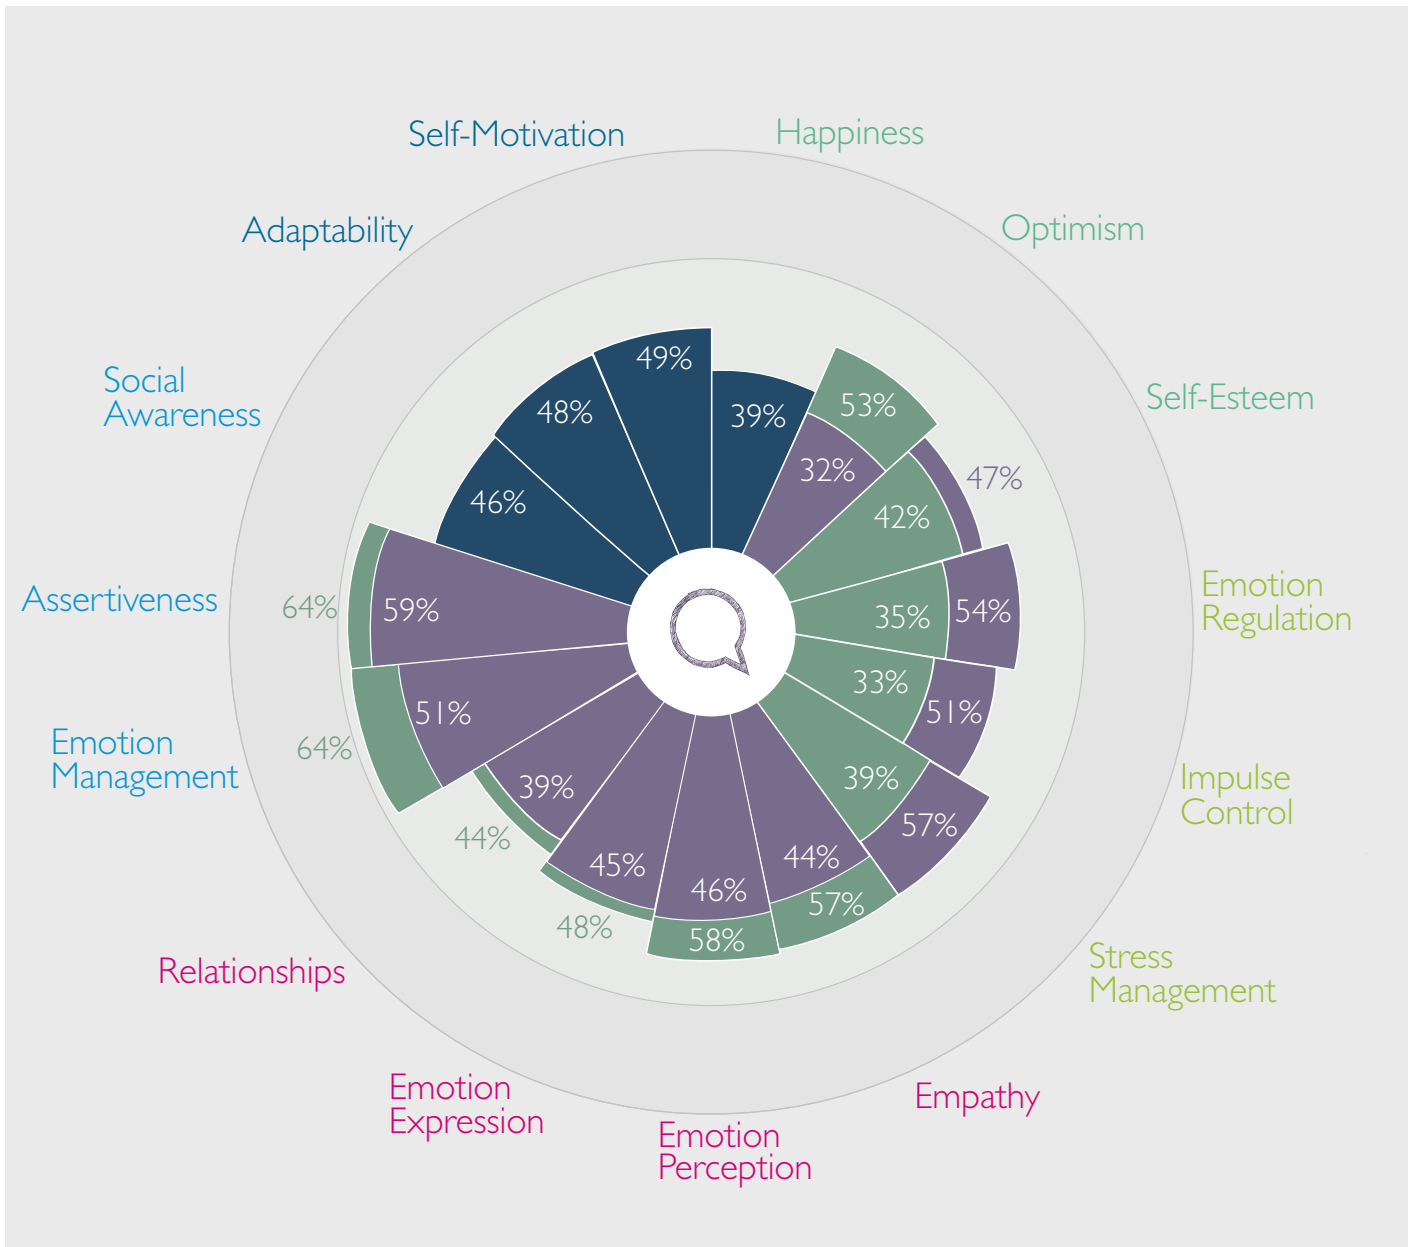 Self-Motivation
Happiness
Adaptability
Optimism
Social
Awareness
Self-Esteem
Assertiveness
Emotion
Regulation
Emotion
Management
Impulse
Control
Relationships
Stress
Management
Emotion
Expression
Empathy
Emotion
Perception
49%
39%
48%
53%
32%
46%
47%
42%
64%
59%
35%
54%
51%
33%
51%
64%
39%
39%
44%
57%
45%
44%
46%
57%
48%
58%